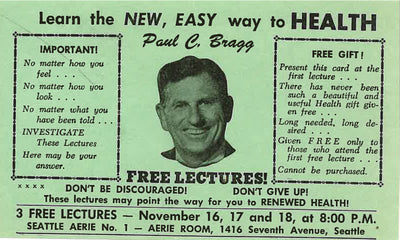 Learn the NEW, EASY way to HEALTH
Paul C. Bragg
IMPORTANT!
No matter how you
feel . . .
No matter how you
look . . .
No matter what you
have been told . . .
INVESTIGATE
These Lectures
Here may be your
answer.
FREE GIFT!
Present this card at the
first lecture . . .
There has never been
such a beautiful and
useful Health gift giv-
en free . . .
Long needed, long de-
sired . . .
Given FREE only to
those who attend the
first free lecture . . .
Cannot be purchased.
FREE LECTURES!
x x x x
DON'T BE DISCOURAGED! DON'T GIVE UP!
These lectures may point the way for you to RENEWED HEALTH!
3 FREE LECTURES — November 16, 17 and 18, at 8:00 P.M.
SEATTLE AERIE No. 1 — AERIE ROOM, 1416 Seventh Avenue, Seattle